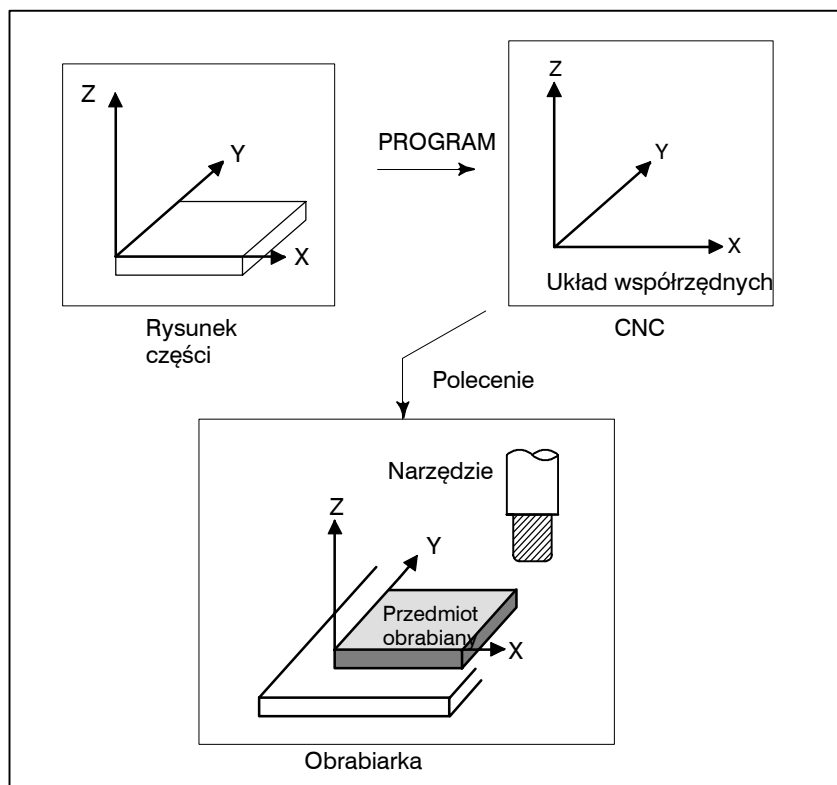 Z
Y
X
Rysunek
części
PROGRAM
Z
Y
X
Układ współrzędnych
CNC
Polecenie
Narzędzie
Z
Y
Przedmiot
obrabiany
X
Obrabiarka